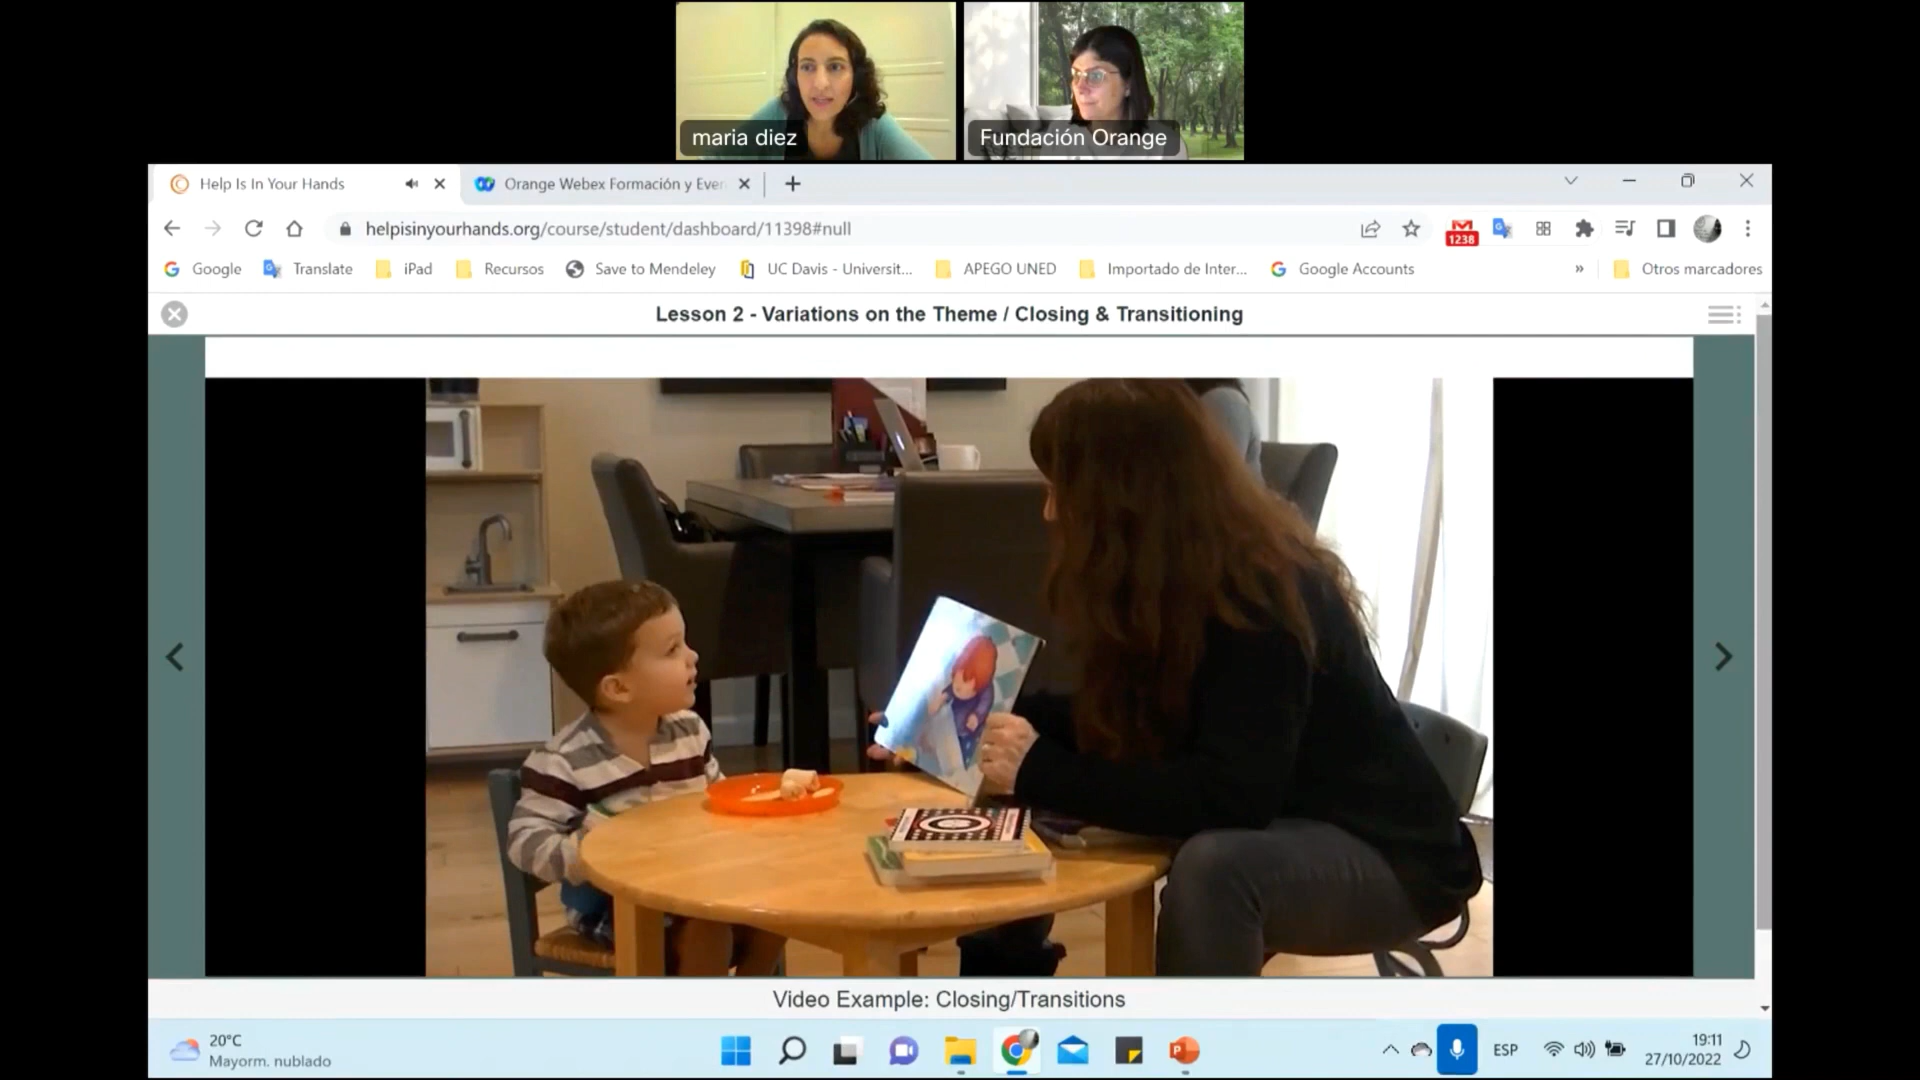 maria diez
Fundación Orange
Help Is In Your Hands
Orange Webex Formación y Ever
helpisinyourhands.org/course/student/dashboard/11398#null
1238
Google
Translate
iPad
Recursos
Save to Mendeley
UC Davis - Universit...
APEGO UNED
Importado de Inter...
Google Accounts
»
Otros marcadores
Lesson 2 - Variations on the Theme / Closing & Transitioning
Video Example: Closing/Transitions
20°C
Mayorm. nublado
ESP
19:11
27/10/2022